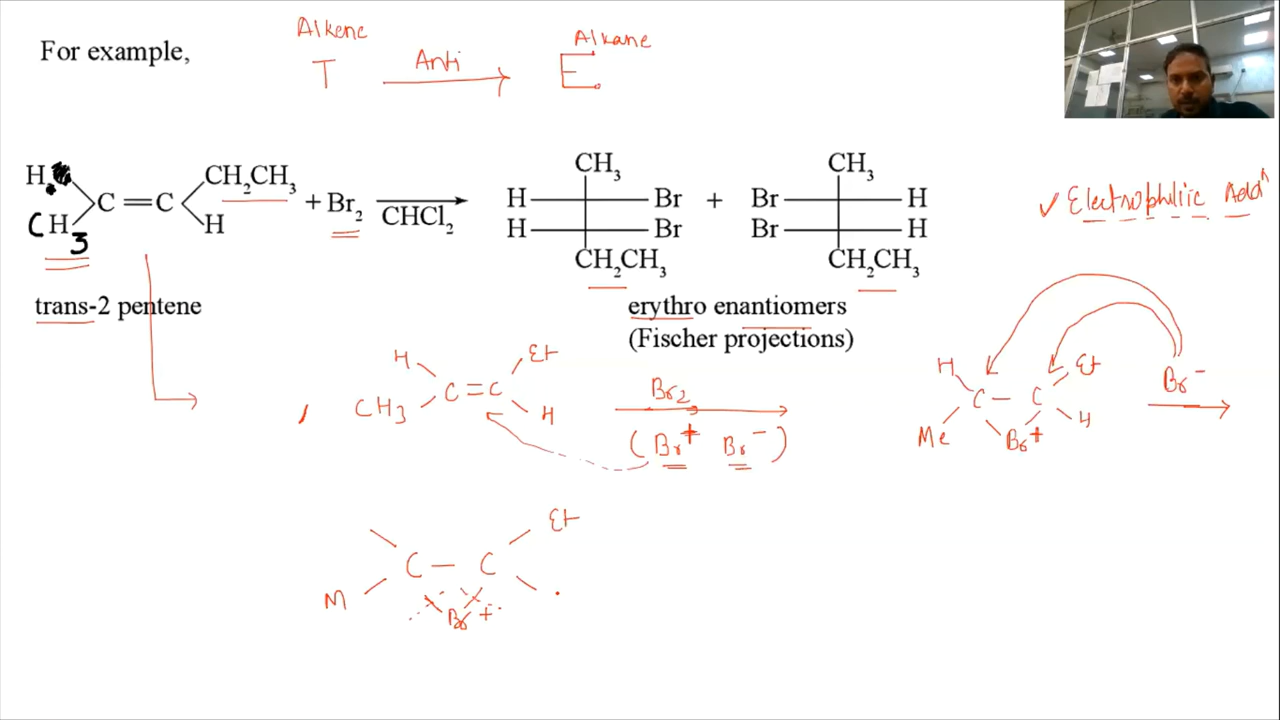 For example,
Alkene
T
Anti
Alkane
E.
H
CH3
C = C
CH2CH3
H
+ Br2
CHCl2
CH3
H Br
H Br
CH2CH3
+
CH3
Br H
Br H
CH2CH3
✓ Electrophilic Addn
trans-2 pentene
erythro enantiomers
(Fischer projections)
H
Et
CH3
C = C
H
Br2
(Br+ Br-)
H
Et
C - C
Me
Br+
H
Br-
Et
C - C
M
Br+